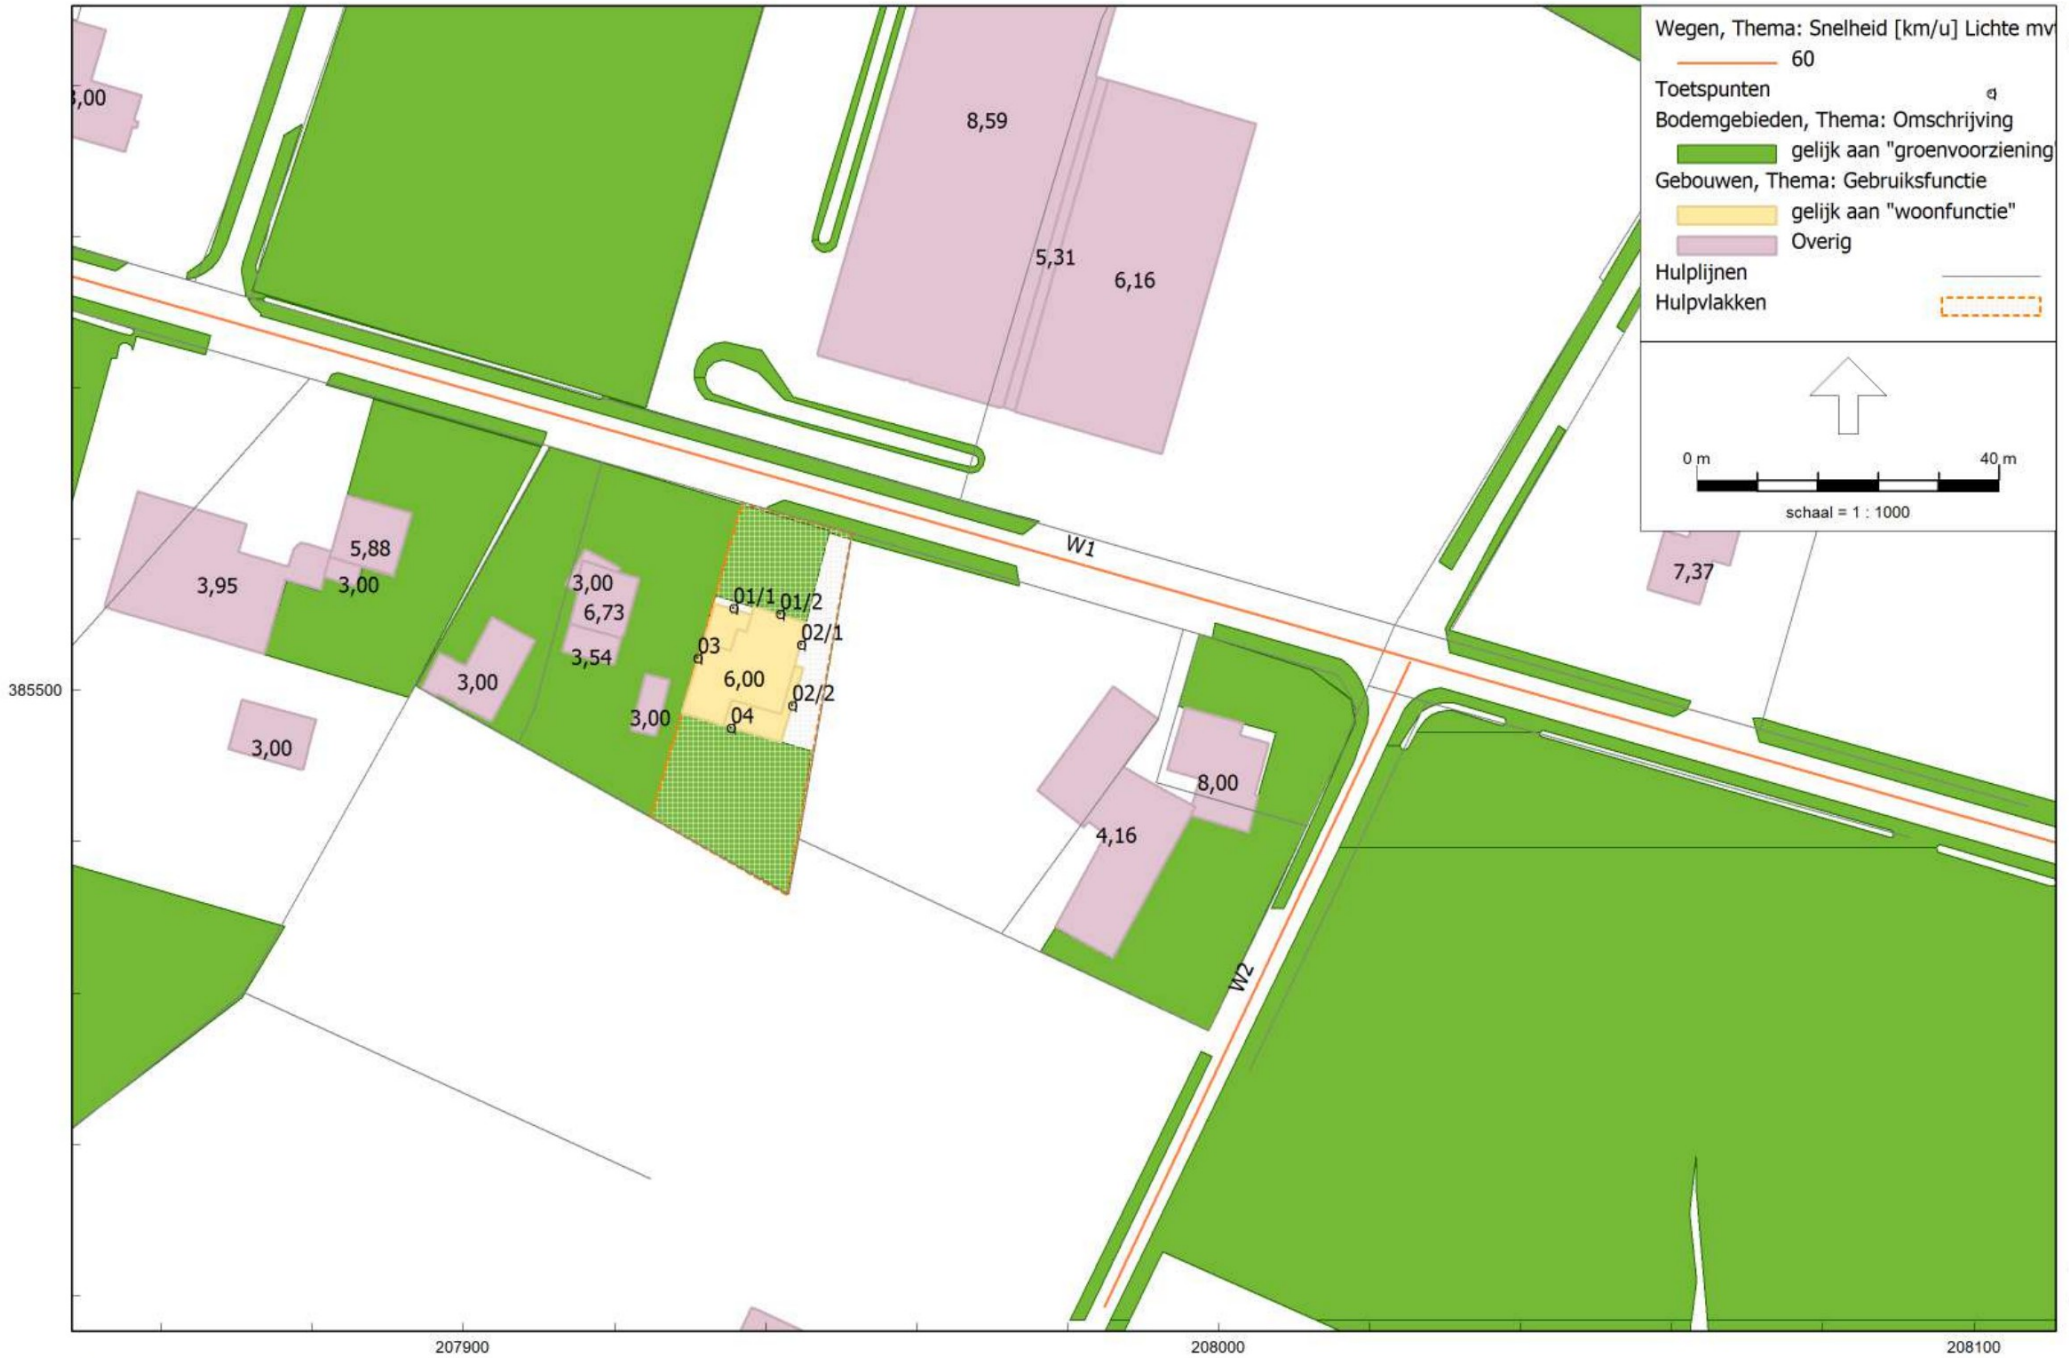 Wegen, Thema: Snelheid [km/u] Lichte mv
60
Toetspunten
Bodemgebieden, Thema: Omschrijving
gelijk aan "groenvoorziening"
Gebouwen, Thema: Gebruiksfunctie
gelijk aan "woonfunctie"
Overig
Hulplijnen
Hulpvlakken
0 m 40 m
schaal = 1 : 1000
3,00
8,59
5,31
6,16
W1
7,37
5,88
3,95
3,00
3,00
6,73
3,54
3,00
3,00
3,00
01/1
01/2
02/1
03
6,00
02/2
04
8,00
4,16
W2
385500
207900
208000
208100